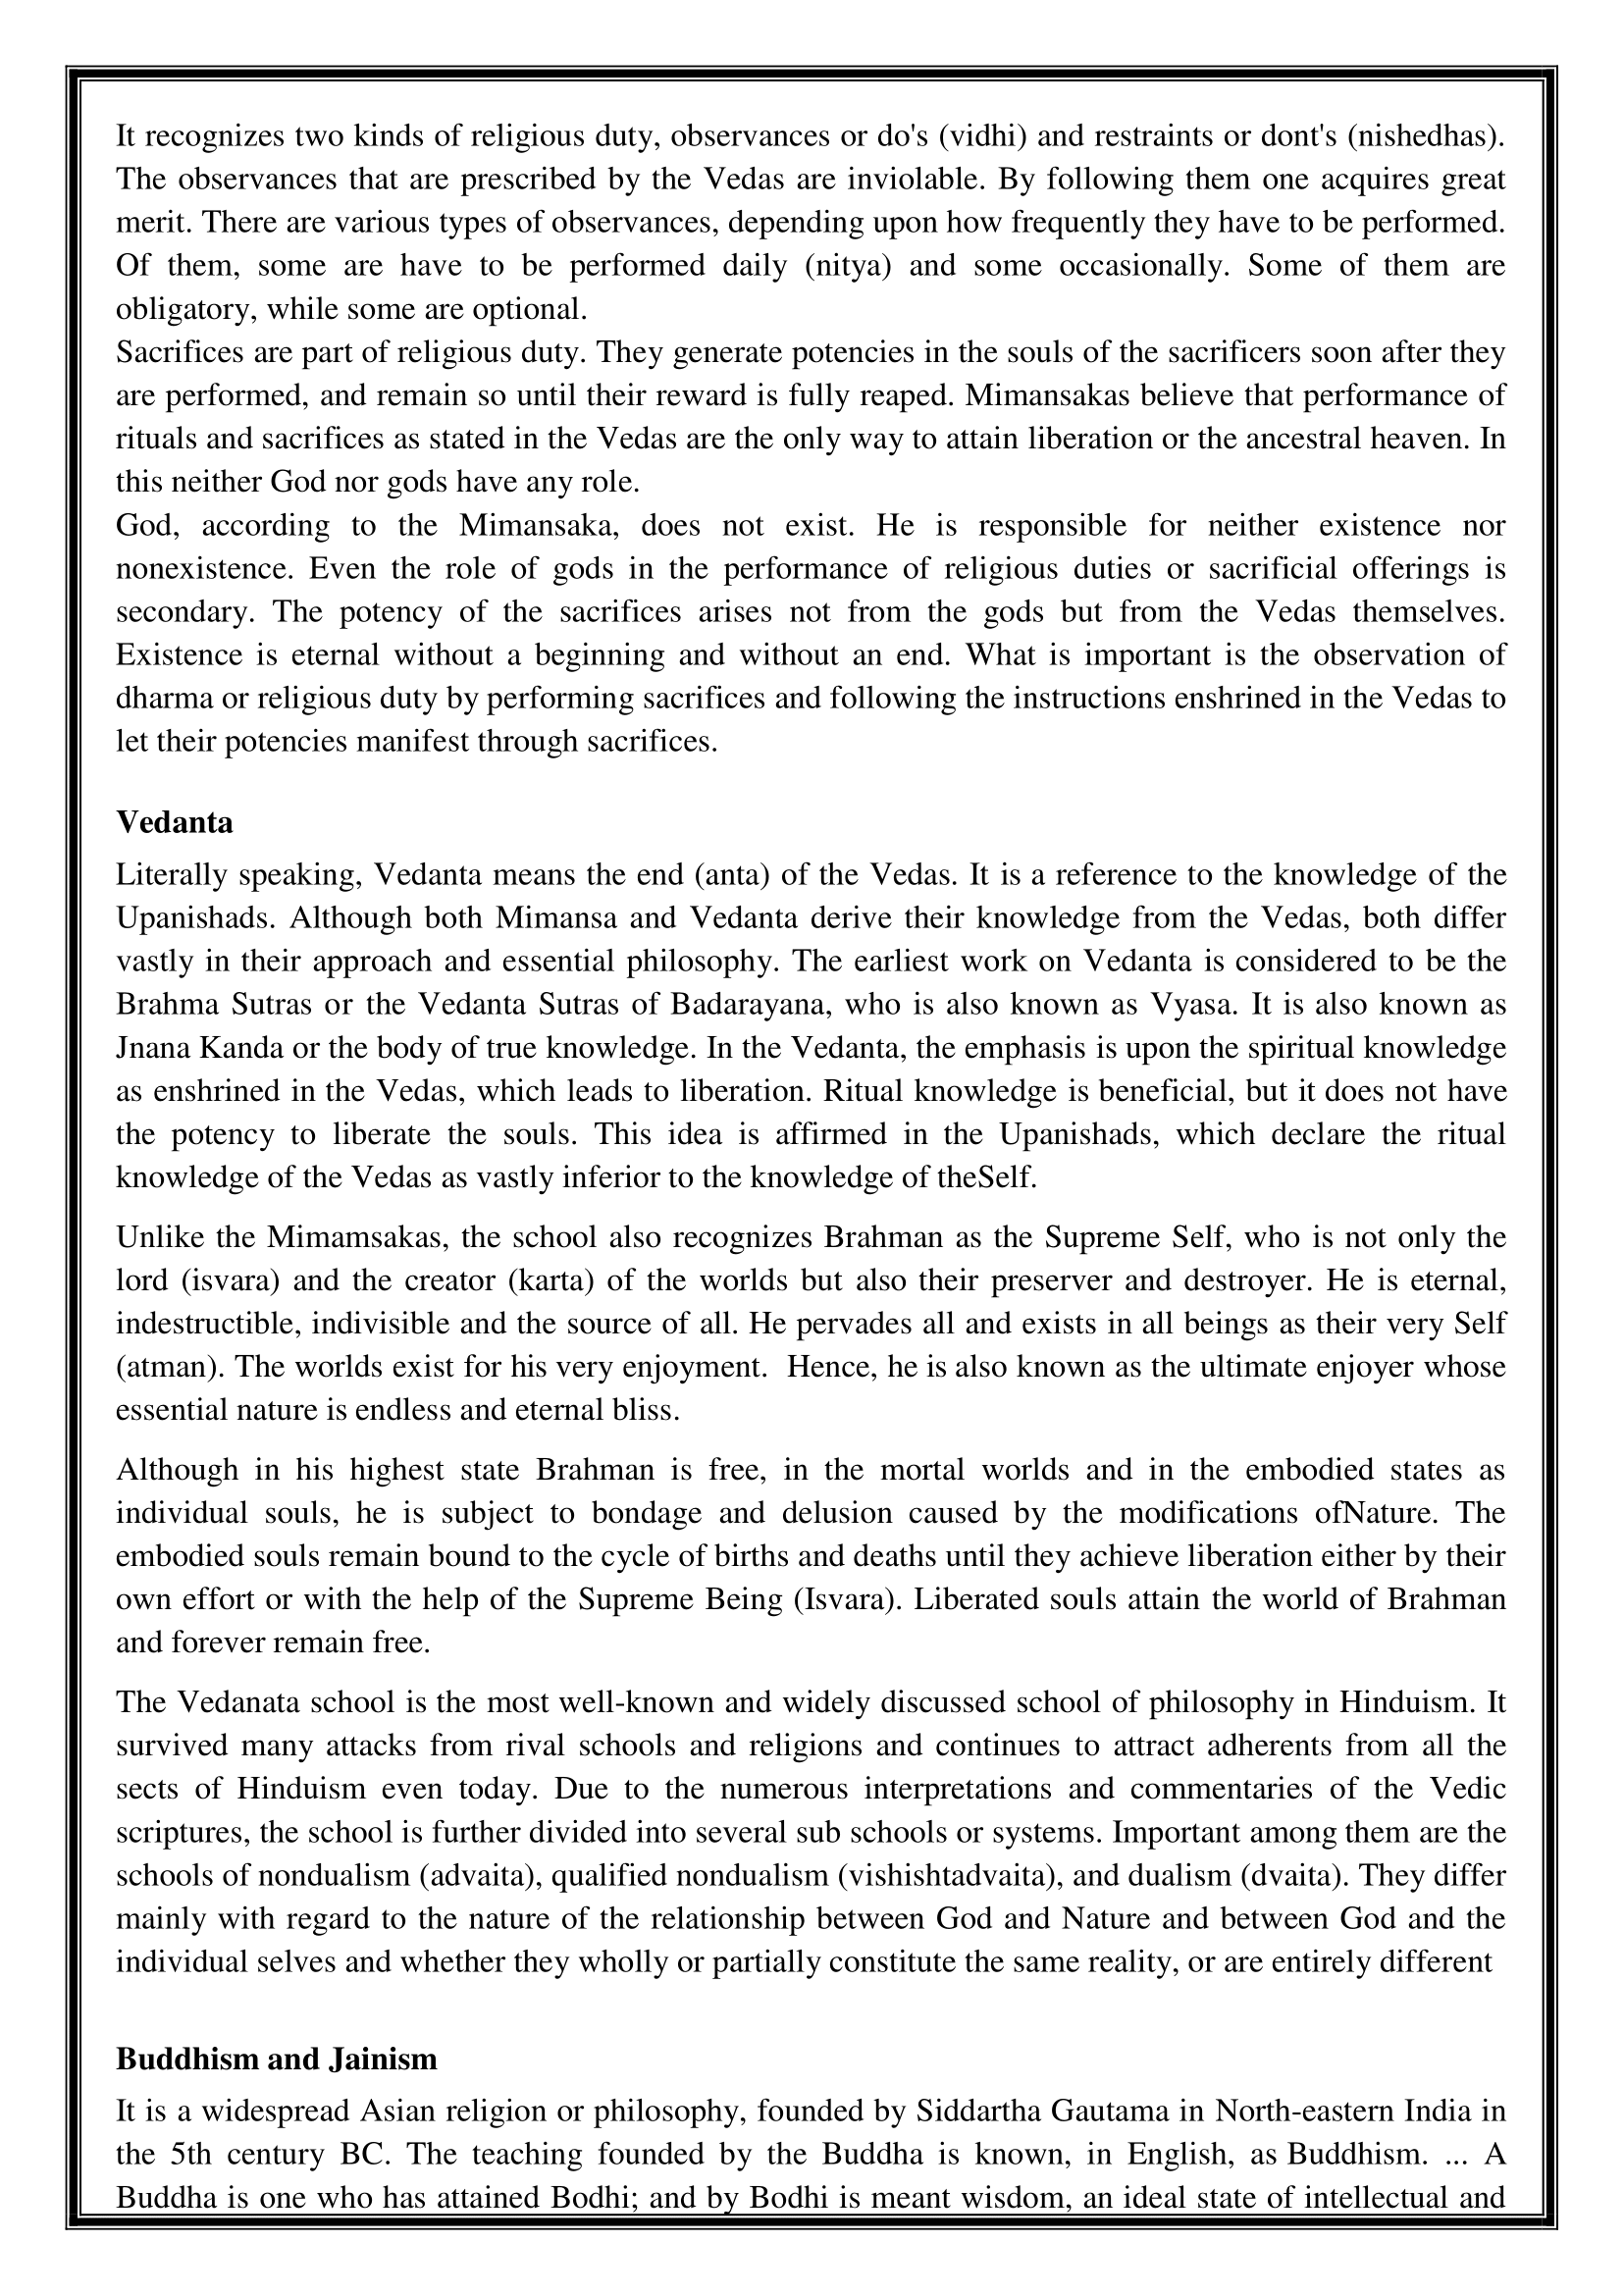 It recognizes two kinds of religious duty, observances or do's (vidhi) and restraints or dont's (nishedhas).
The observances that are prescribed by the Vedas are inviolable. By following them one acquires great
merit. There are various types of observances, depending upon how frequently they have to be performed.
Of them, some are have to be performed daily (nitya) and some occasionally. Some of them are
obligatory, while some are optional.
Sacrifices are part of religious duty. They generate potencies in the souls of the sacrificers soon after they
are performed, and remain so until their reward is fully reaped. Mimansakas believe that performance of
rituals and sacrifices as stated in the Vedas are the only way to attain liberation or the ancestral heaven. In
this neither God nor gods have any role.
God, according to the Mimansaka, does not exist. He is responsible for neither existence nor
nonexistence. Even the role of gods in the performance of religious duties or sacrificial offerings is
secondary. The potency of the sacrifices arises not from the gods but from the Vedas themselves.
Existence is eternal without a beginning and without an end. What is important is the observation of
dharma or religious duty by performing sacrifices and following the instructions enshrined in the Vedas to
let their potencies manifest through sacrifices.
Vedanta
Literally speaking, Vedanta means the end (anta) of the Vedas. It is a reference to the knowledge of the
Upanishads. Although both Mimansa and Vedanta derive their knowledge from the Vedas, both differ
vastly in their approach and essential philosophy. The earliest work on Vedanta is considered to be the
Brahma Sutras or the Vedanta Sutras of Badarayana, who is also known as Vyasa. It is also known as
Jnana Kanda or the body of true knowledge. In the Vedanta, the emphasis is upon the spiritual knowledge
as enshrined in the Vedas, which leads to liberation. Ritual knowledge is beneficial, but it does not have
the potency to liberate the souls. This idea is affirmed in the Upanishads, which declare the ritual
knowledge of the Vedas as vastly inferior to the knowledge of theSelf.
Unlike the Mimamsakas, the school also recognizes Brahman as the Supreme Self, who is not only the
lord (isvara) and the creator (karta) of the worlds but also their preserver and destroyer. He is eternal,
indestructible, indivisible and the source of all. He pervades all and exists in all beings as their very Self
(atman). The worlds exist for his very enjoyment.  Hence, he is also known as the ultimate enjoyer whose
essential nature is endless and eternal bliss.
Although in his highest state Brahman is free, in the mortal worlds and in the embodied states as
individual souls, he is subject to bondage and delusion caused by the modifications ofNature. The
embodied souls remain bound to the cycle of births and deaths until they achieve liberation either by their
own effort or with the help of the Supreme Being (Isvara). Liberated souls attain the world of Brahman
and forever remain free.
The Vedanata school is the most well-known and widely discussed school of philosophy in Hinduism. It
survived many attacks from rival schools and religions and continues to attract adherents from all the
sects of Hinduism even today. Due to the numerous interpretations and commentaries of the Vedic
scriptures, the school is further divided into several sub schools or systems. Important among them are the
schools of nondualism (advaita), qualified nondualism (vishishtadvaita), and dualism (dvaita). They differ
mainly with regard to the nature of the relationship between God and Nature and between God and the
individual selves and whether they wholly or partially constitute the same reality, or are entirely different
Buddhism and Jainism
It is a widespread Asian religion or philosophy, founded by Siddartha Gautama in North-eastern India in
the 5th century BC. The teaching founded by the Buddha is known, in English, as Buddhism. ... A
Buddha is one who has attained Bodhi; and by Bodhi is meant wisdom, an ideal state of intellectual and